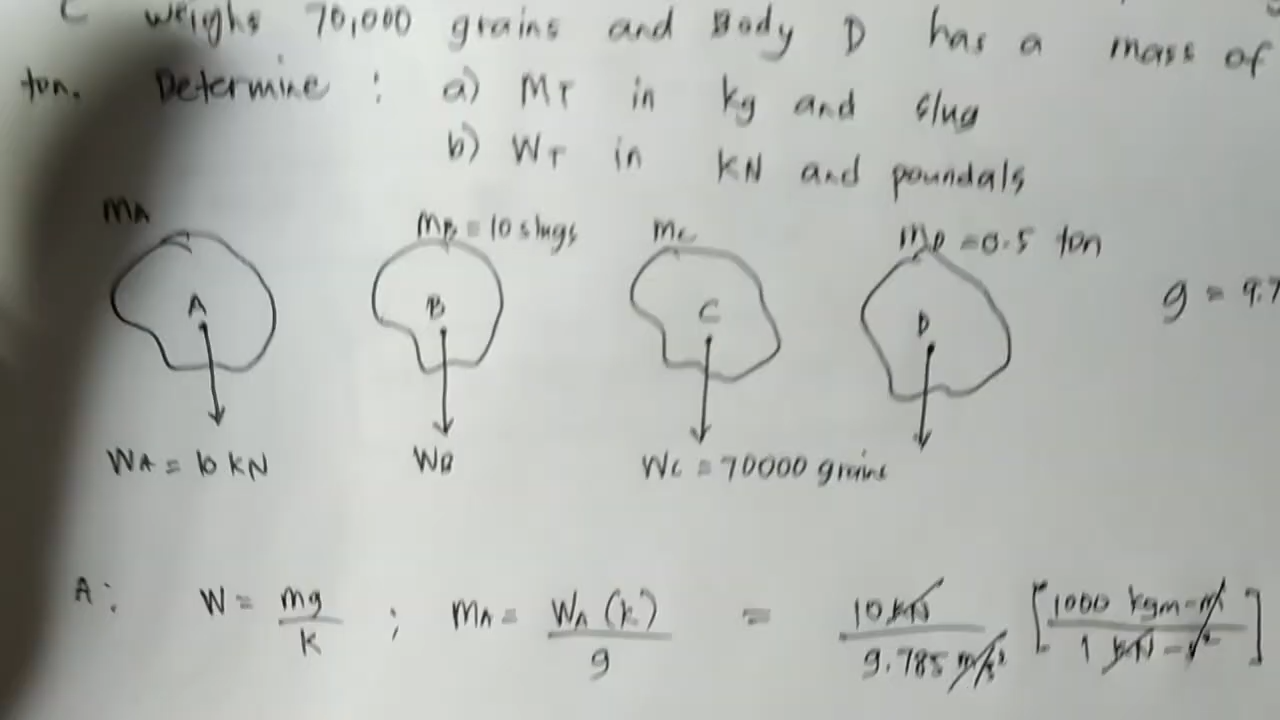 C weighs 70,000 grains and Body D has a mass of
ton. Determine : a) MT in kg and slug
b) WT in KN and poundals
MA MB = 10 slugs MC MD = 0.5 ton
A B C D g = 9.7
WA = 10 KN WB WC = 70000 grains
A: W = mg/k ; MA = WA (k)/g = 10 KN/9.785 m/s² [1000 kgm-m/1 KN-s²]